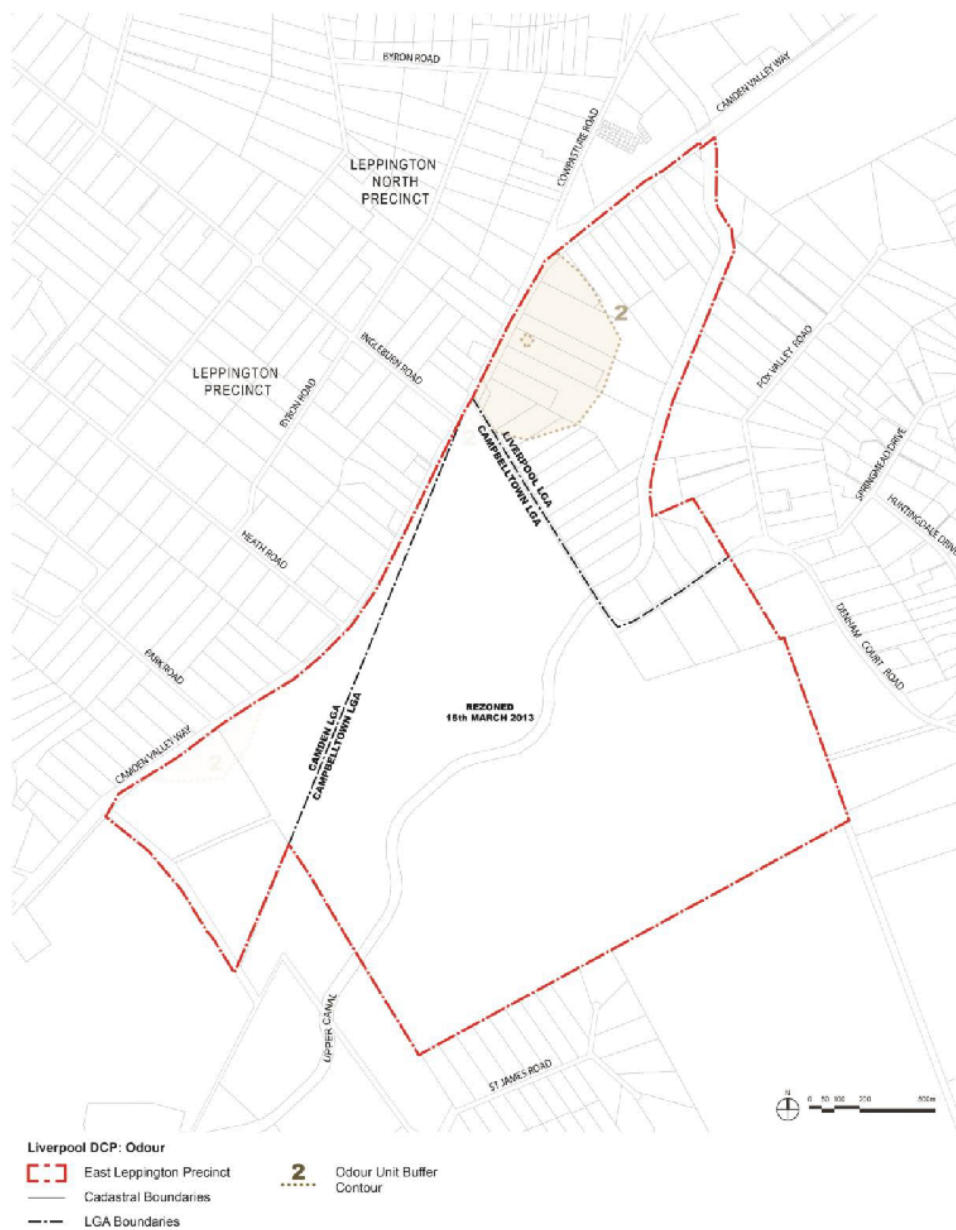 BYRON ROAD
CAMDEN VALLEY WAY
COWPASTURE ROAD
LEPPINGTON
NORTH
PRECINCT
2
INGLEBURN ROAD
FOX VALLEY ROAD
LEPPINGTON
PRECINCT
BYRON ROAD
2
LIVERPOOL LGA
CAMPBELLTOWN LGA
SPRINGMEAD DRIVE
HUNTINGDALE DRIVE
HEATH ROAD
DENHAM COURT ROAD
PARK ROAD
REZONED
15th MARCH 2013
CAMDEN LGA
CAMPBELLTOWN LGA
CAMDEN VALLEY WAY
2
UPPER CANAL
ST JAMES ROAD
N
0 50 100 200 500m
Liverpool DCP: Odour
East Leppington Precinct
2 Odour Unit Buffer
Contour
Cadastral Boundaries
LGA Boundaries